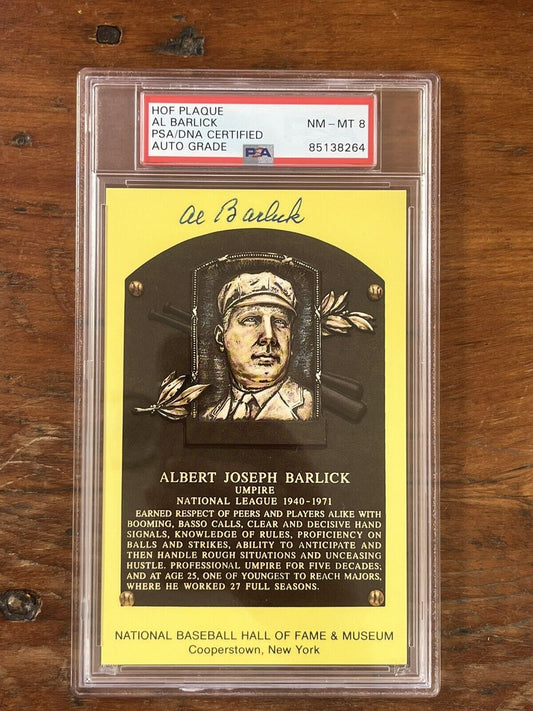 HOF PLAQUE
AL BARLICK NM - MT 8
PSA/DNA CERTIFIED
AUTO GRADE PSA 85138264
Al Barlick
ALBERT JOSEPH BARLICK
UMPIRE
NATIONAL LEAGUE 1940-1971
EARNED RESPECT OF PEERS AND PLAYERS ALIKE WITH
BOOMING, BASSO CALLS, CLEAR AND DECISIVE HAND
SIGNALS, KNOWLEDGE OF RULES, PROFICIENCY ON
BALLS AND STRIKES, ABILITY TO ANTICIPATE AND
THEN HANDLE ROUGH SITUATIONS AND UNCEASING
HUSTLE. PROFESSIONAL UMPIRE FOR FIVE DECADES;
AND AT AGE 25, ONE OF YOUNGEST TO REACH MAJORS,
WHERE HE WORKED 27 FULL SEASONS.
NATIONAL BASEBALL HALL OF FAME & MUSEUM
Cooperstown, New York